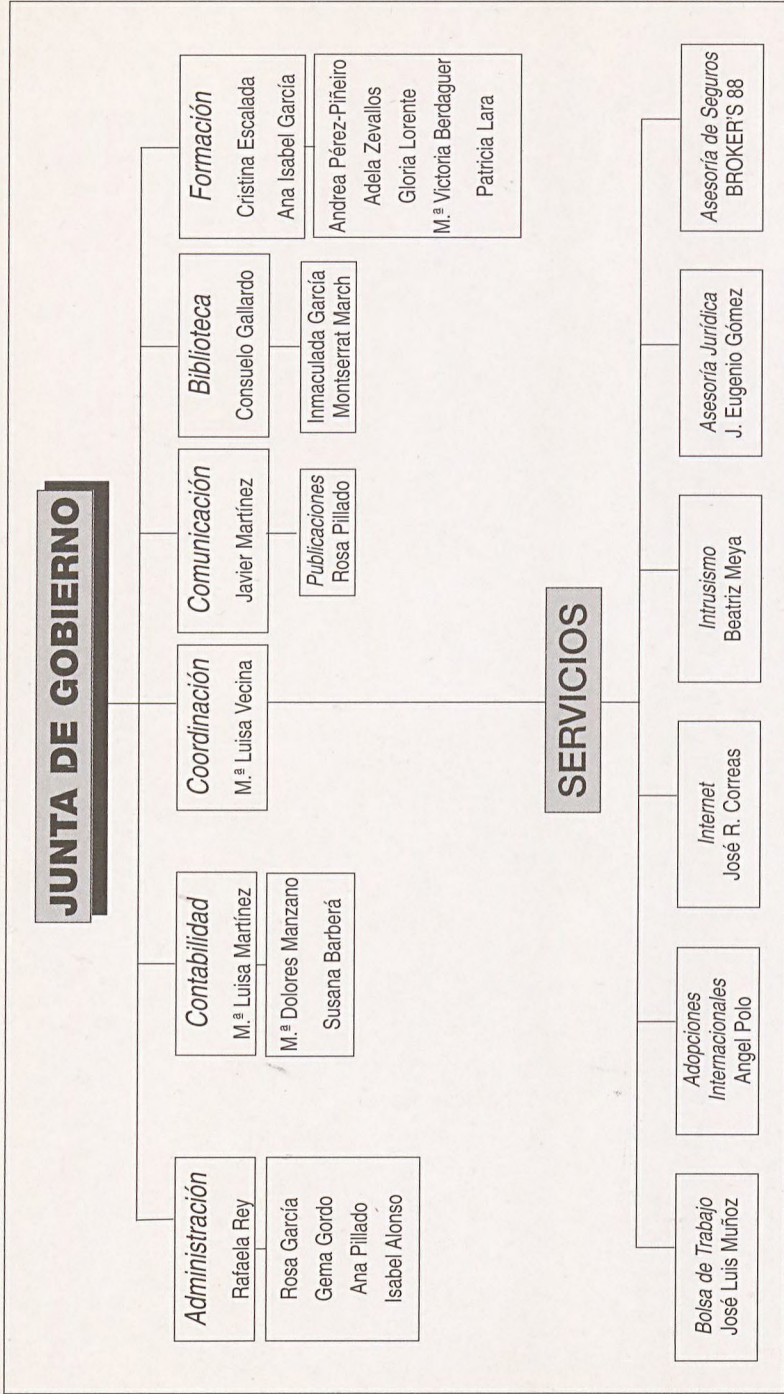 JUNTA DE GOBIERNO
Administración
Rafaela Rey
Rosa García
Gema Gordo
Ana Pillado
Isabel Alonso
Contabilidad
M.ª Luisa Martínez
M.ª Dolores Manzano
Susana Barberá
Coordinación
M.ª Luisa Vecina
Comunicación
Javier Martínez
Publicaciones
Rosa Pillado
Biblioteca
Consuelo Gallardo
Inmaculada García
Montserrat March
Formación
Cristina Escalada
Ana Isabel García
Andrea Pérez-Piñeiro
Adela Zevallos
Gloria Lorente
M.ª Victoria Berdaguer
Patricia Lara
SERVICIOS
Bolsa de Trabajo
José Luis Muñoz
Adopciones
Internacionales
Angel Polo
Internet
José R. Correas
Intrusismo
Beatriz Meya
Asesoría Jurídica
J. Eugenio Gómez
Asesoría de Seguros
BROKER'S 88